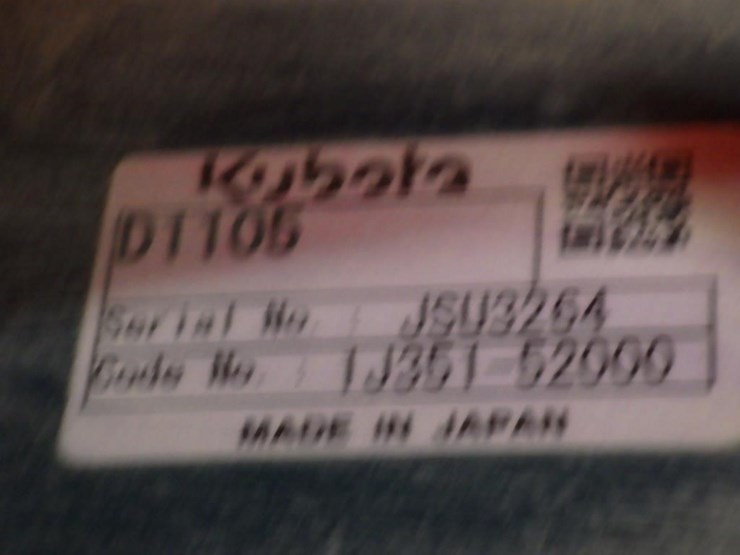 Kubota
D1105
Serial No. : JSU3264
Code No. : 1J351-52000
MADE IN JAPAN